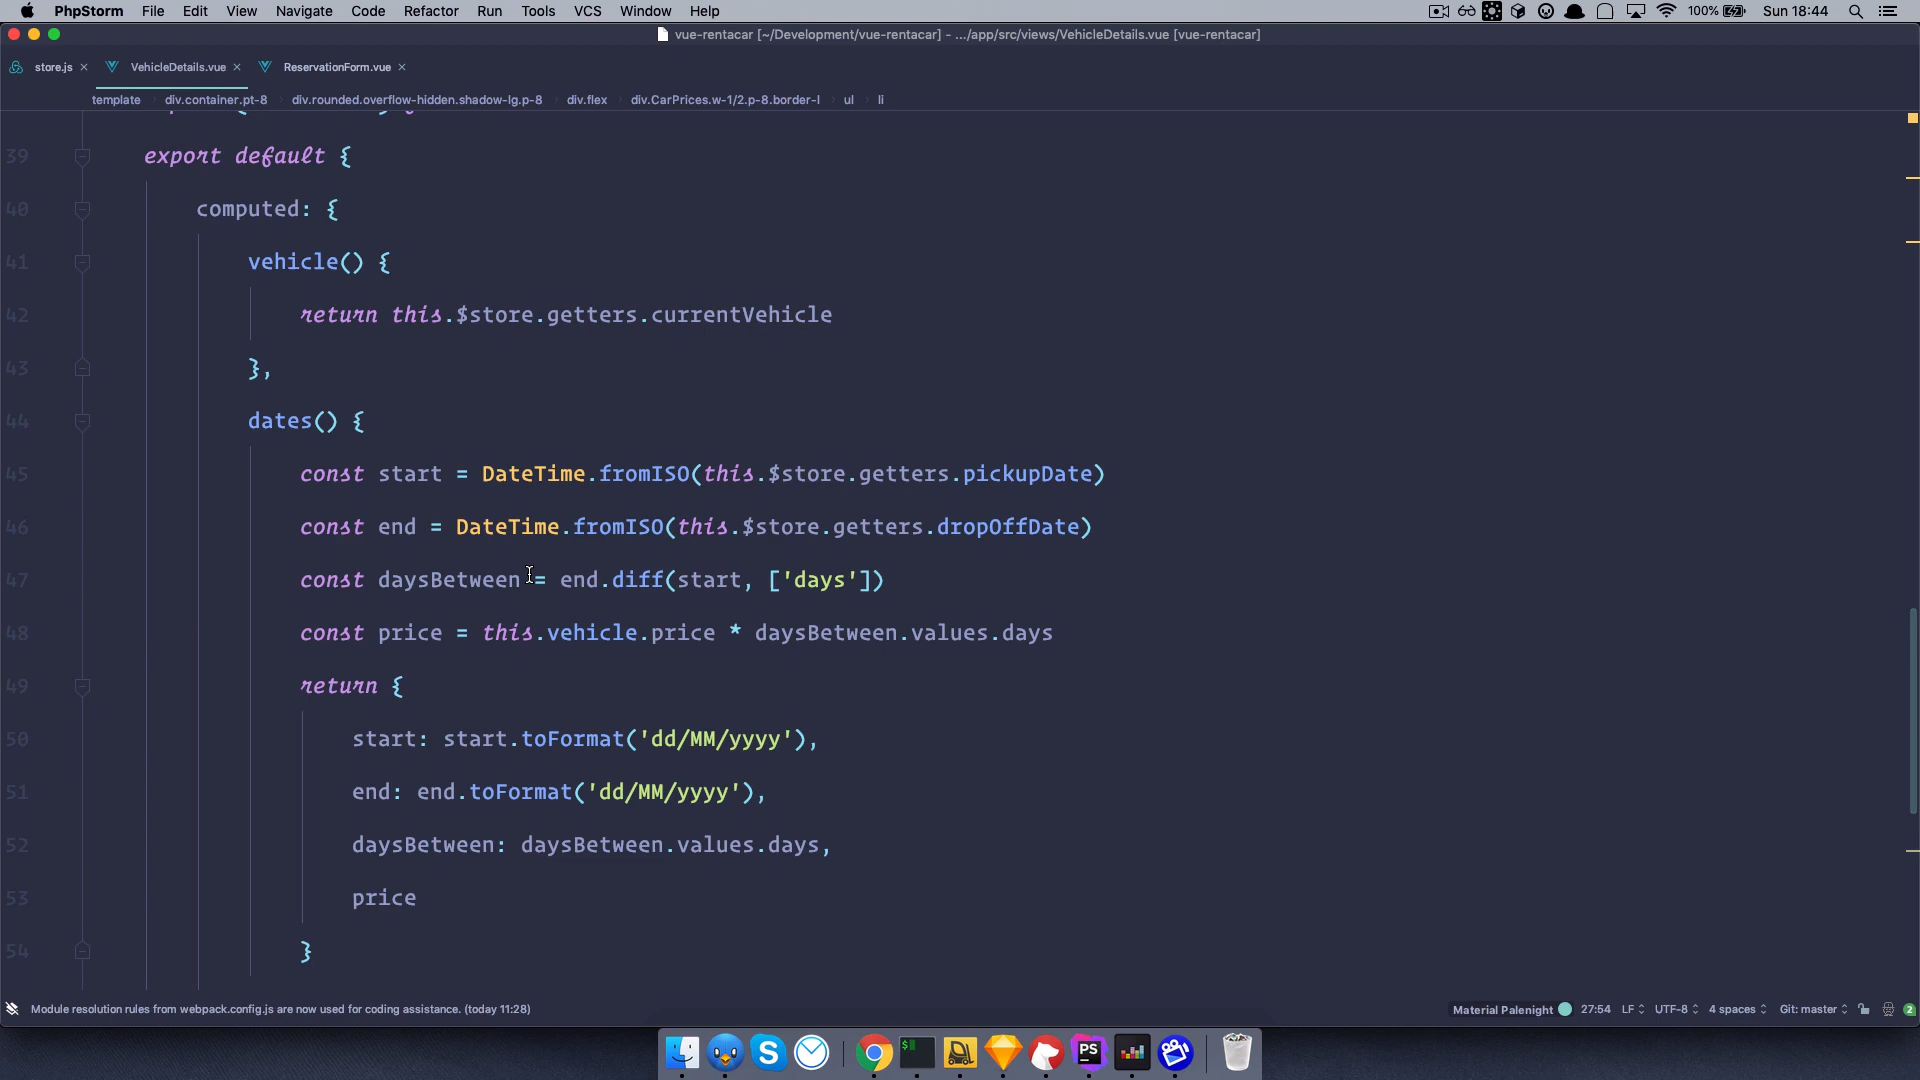 PhpStorm File Edit View Navigate Code Refactor Run Tools VCS Window Help 100% Sun 18:44
vue-rentacar [~/Development/vue-rentacar] - .../app/src/views/VehicleDetails.vue [vue-rentacar]
store.js × VehicleDetails.vue × ReservationForm.vue ×
template div.container.pt-8 div.rounded.overflow-hidden.shadow-lg.p-8 div.flex div.CarPrices.w-1/2.p-8.border-l ul li
39 export default {
40 computed: {
41 vehicle() {
42 return this.$store.getters.currentVehicle
43 },
44 dates() {
45 const start = DateTime.fromISO(this.$store.getters.pickupDate)
46 const end = DateTime.fromISO(this.$store.getters.dropOffDate)
47 const daysBetween = end.diff(start, ['days'])
48 const price = this.vehicle.price * daysBetween.values.days
49 return {
50 start: start.toFormat('dd/MM/yyyy'),
51 end: end.toFormat('dd/MM/yyyy'),
52 daysBetween: daysBetween.values.days,
53 price
54 }
Module resolution rules from webpack.config.js are now used for coding assistance. (today 11:28) Material Palenight 27:54 LF UTF-8 4 spaces Git: master 2
$ S PS